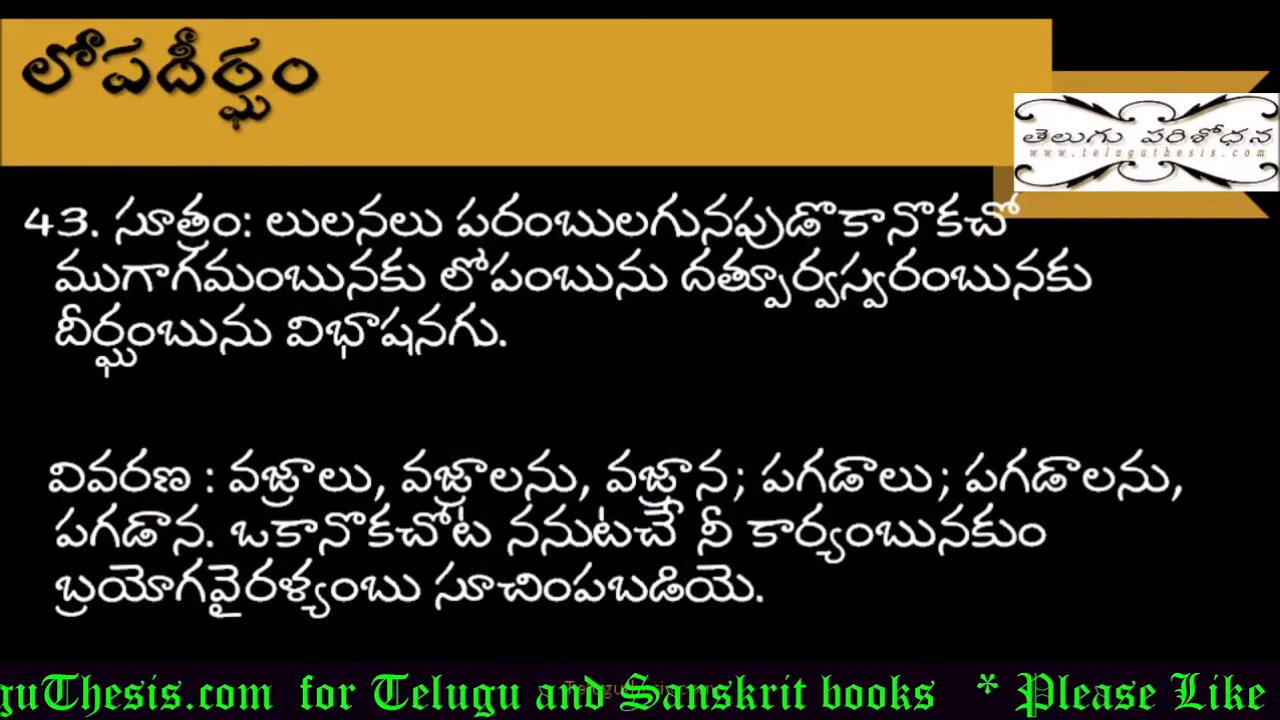 లోపదీర్ఘం
తెలుగు పరిశోధన
www.teluguthesis.com
43. సూత్రం: లులనలు పరంబులగునపుడొకానొకచో
ముగాగమంబునకు లోపంబును దత్పూర్వస్వరంబునకు
దీర్ఘంబును విభాషనగు.
వివరణ : వజ్రాలు, వజ్రాలను, వజ్రాన; పగడాలు; పగడాలను,
పగడాన. ఒకానొకచోట ననుటచే నీ కార్యంబునకుం
బ్రయోగవైరళ్యంబు సూచింపబడియె.
guThesis.com for Telugu and Sanskrit books * Please Like